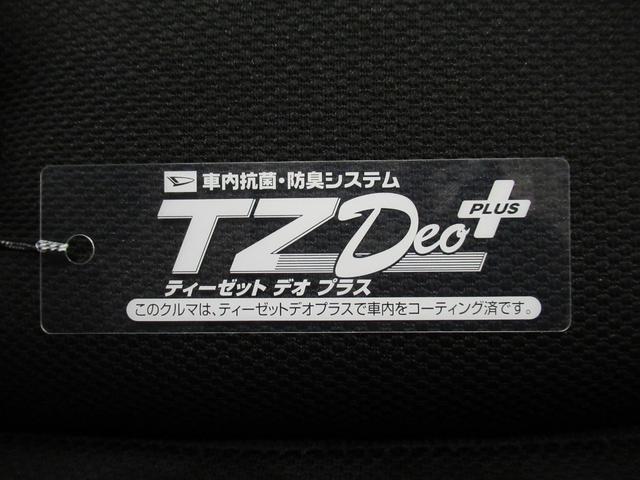 車内抗菌・防臭システム
TZ Deo PLUS
ティーゼット デオ プラス
このクルマは、ティーゼットデオプラスで車内をコーティング済です。